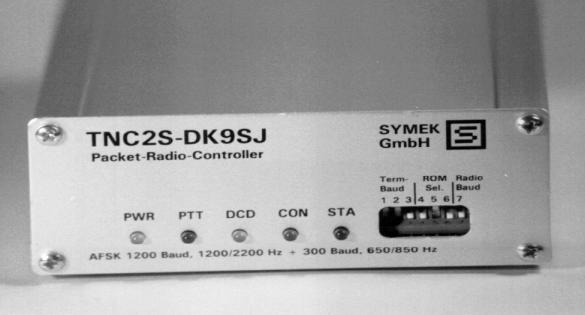 TNC2S-DK9SJ
Packet-Radio-Controller
SYMEK
GmbH
S
Term- ROM Radio
Baud Sel. Baud
1 2 3 4 5 6 7
PWR PTT DCD CON STA
AFSK 1200 Baud, 1200/2200 Hz + 300 Baud, 650/850 Hz